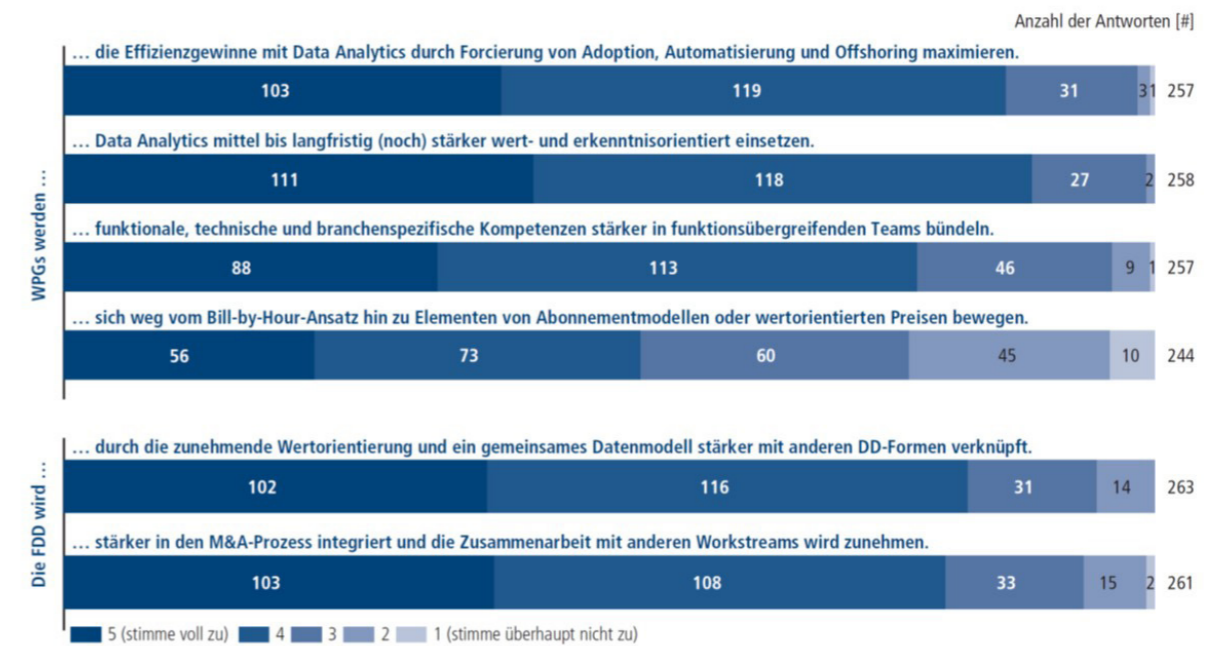 Anzahl der Antworten [#]
… die Effizienzgewinne mit Data Analytics durch Forcierung von Adoption, Automatisierung und Offshoring maximieren.
103 119 31 3 1 257
… Data Analytics mittel bis langfristig (noch) stärker wert- und erkenntnisorientiert einsetzen.
111 118 27 2 258
WPGs werden …
… funktionale, technische und branchenspezifische Kompetenzen stärker in funktionsübergreifenden Teams bündeln.
88 113 46 9 1 257
… sich weg vom Bill-by-Hour-Ansatz hin zu Elementen von Abonnementmodellen oder wertorientierten Preisen bewegen.
56 73 60 45 10 244
Die FDD wird …
… durch die zunehmende Wertorientierung und ein gemeinsames Datenmodell stärker mit anderen DD-Formen verknüpft.
102 116 31 14 263
… stärker in den M&A-Prozess integriert und die Zusammenarbeit mit anderen Workstreams wird zunehmen.
103 108 33 15 2 261
5 (stimme voll zu) 4 3 2 1 (stimme überhaupt nicht zu)